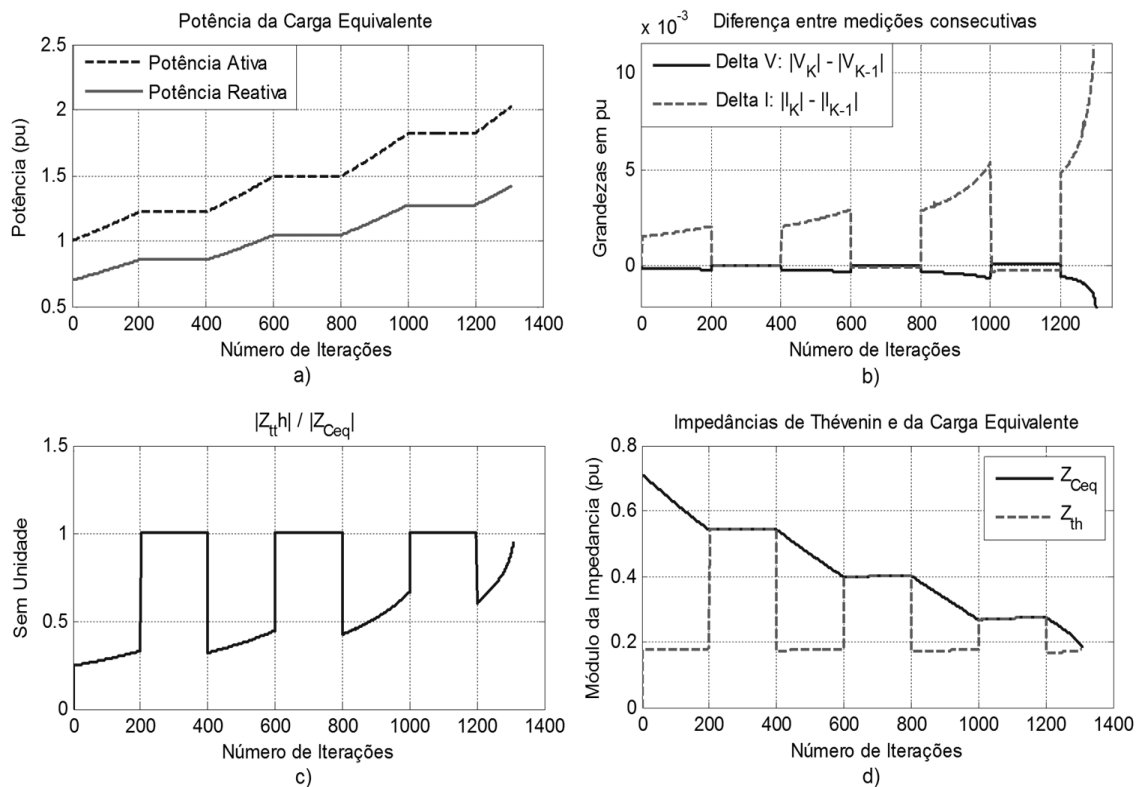 Potência da Carga Equivalente
2.5
2
1.5
1
0.5
Potência (pu)
Potência Ativa
Potência Reativa
0
200
400
600
800
1000
1200
1400
Número de Iterações
a)
Diferença entre medições consecutivas
x 10^-3
10
5
0
Grandezas em pu
Delta V: |V_K| - |V_K-1|
Delta I: |I_K| - |I_K-1|
0
200
400
600
800
1000
1200
Número de Iterações
b)
|Z_tt h| / |Z_Ceq|
1.5
1
0.5
0
Sem Unidade
0
200
400
600
800
1000
1200
1400
Número de Iterações
c)
Impedâncias de Thévenin e da Carga Equivalente
0.8
0.6
0.4
0.2
0
Módulo da Impedancia (pu)
Z_Ceq
Z_th
0
200
400
600
800
1000
1200
1400
Número de Iterações
d)